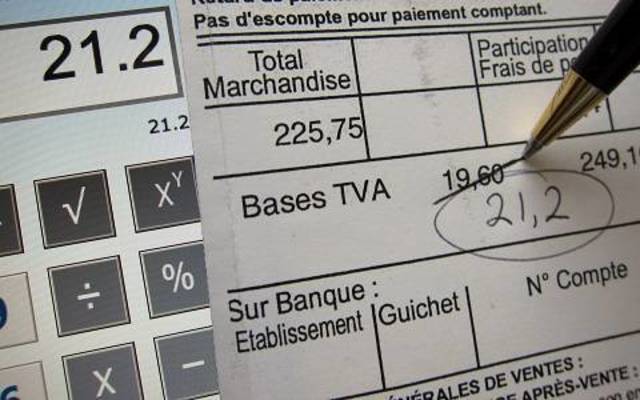 21.2
21.2
√
Xʸ
÷
%
X
−
Pas d'escompte pour paiement comptant.
Total
Marchandise
Participation
Frais de
225,75
Bases TVA
19,60
249,1
21,2
Sur Banque :
Etablissement
Guichet
N° Compte
DE VENTES :
APRÈS-VENTE :